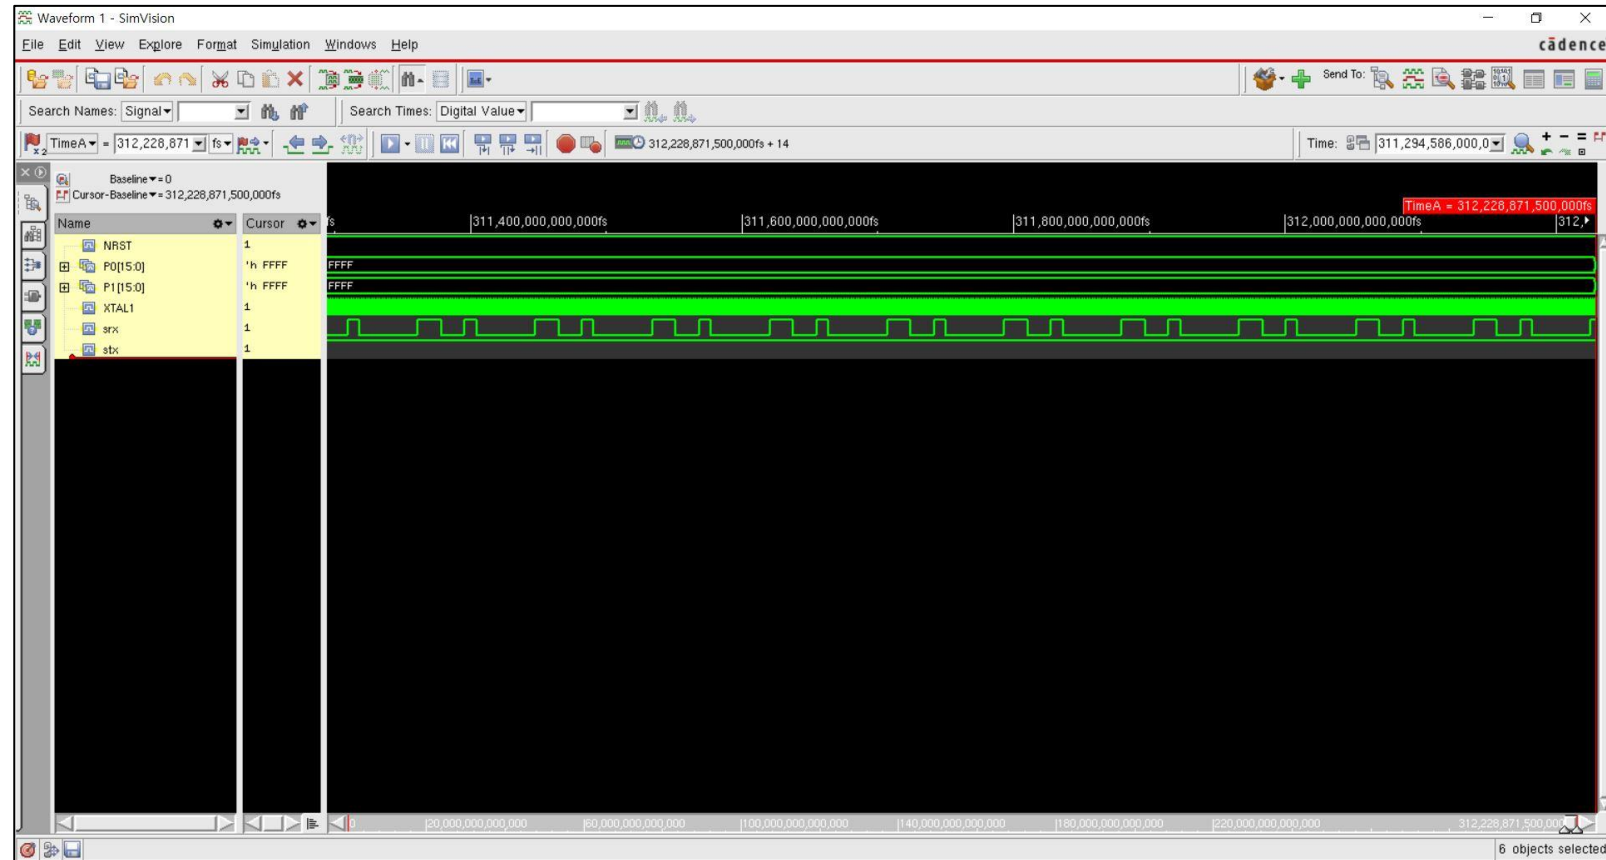 Waveform 1 - SimVision
File Edit View Explore Format Simulation Windows Help
cādence
Send To:
Search Names: Signal
Search Times: Digital Value
TimeA = 312,228,871 fs
312,228,871,500,000fs + 14
Time: 311,294,586,000,0
Baseline = 0
Cursor-Baseline = 312,228,871,500,000fs
TimeA = 312,228,871,500,000fs
Name Cursor fs 311,400,000,000,000fs 311,600,000,000,000fs 311,800,000,000,000fs 312,000,000,000,000fs 312,
NRST 1
P0[15:0] 'h FFFF FFFF
P1[15:0] 'h FFFF FFFF
XTAL1 1
srx 1
stx 1
0 20,000,000,000,000 60,000,000,000,000 100,000,000,000,000 140,000,000,000,000 180,000,000,000,000 220,000,000,000,000 312,228,871,500,000
6 objects selected